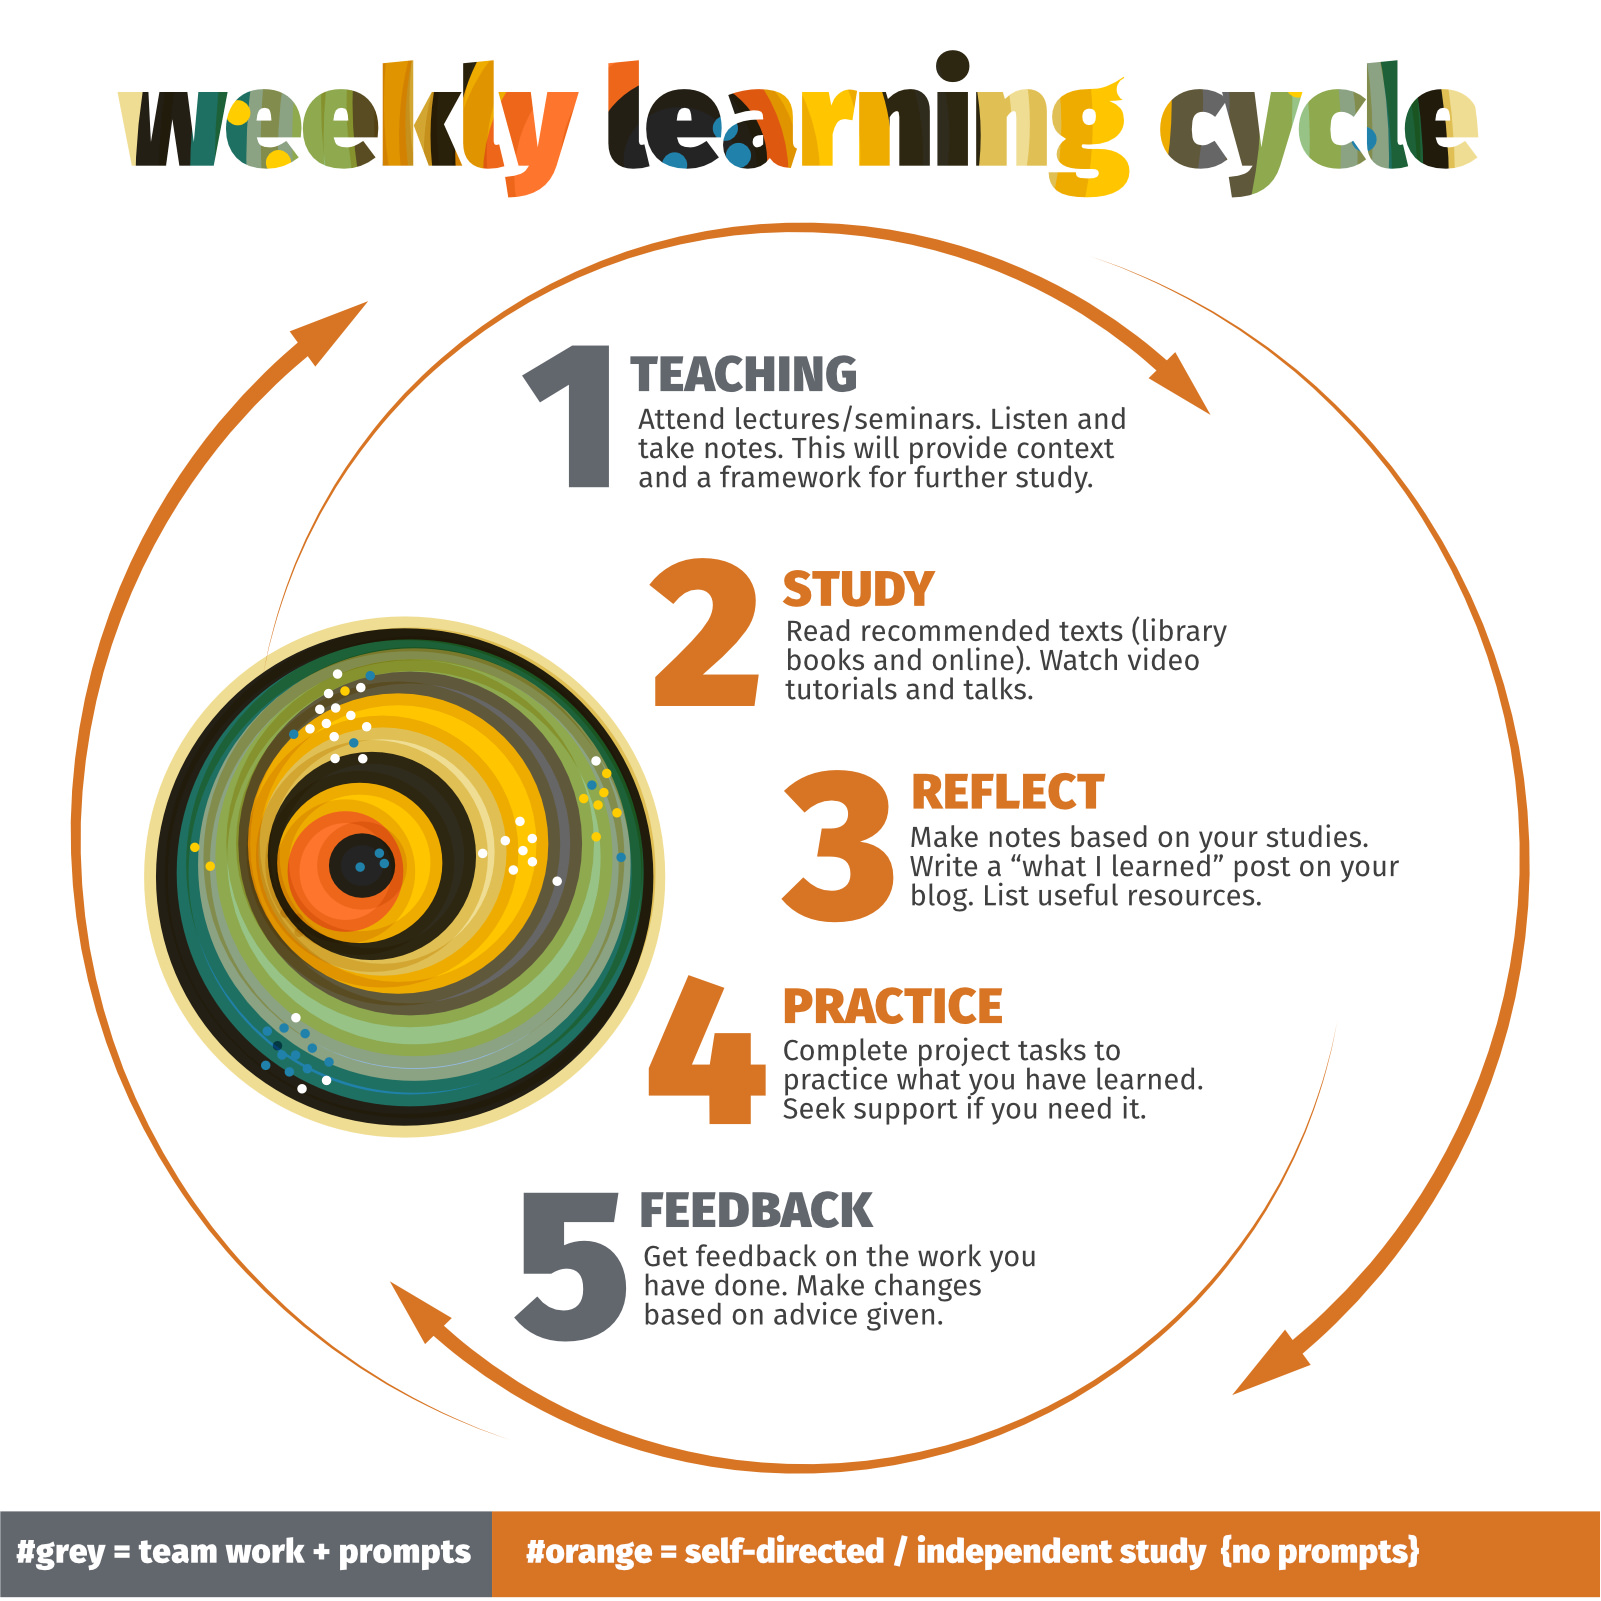 weekly learning cycle
1 TEACHING
Attend lectures/seminars. Listen and
take notes. This will provide context
and a framework for further study.
2 STUDY
Read recommended texts (library
books and online). Watch video
tutorials and talks.
3 REFLECT
Make notes based on your studies.
Write a “what I learned” post on your
blog. List useful resources.
4 PRACTICE
Complete project tasks to
practice what you have learned.
Seek support if you need it.
5 FEEDBACK
Get feedback on the work you
have done. Make changes
based on advice given.
#grey = team work + prompts
#orange = self-directed / independent study {no prompts}